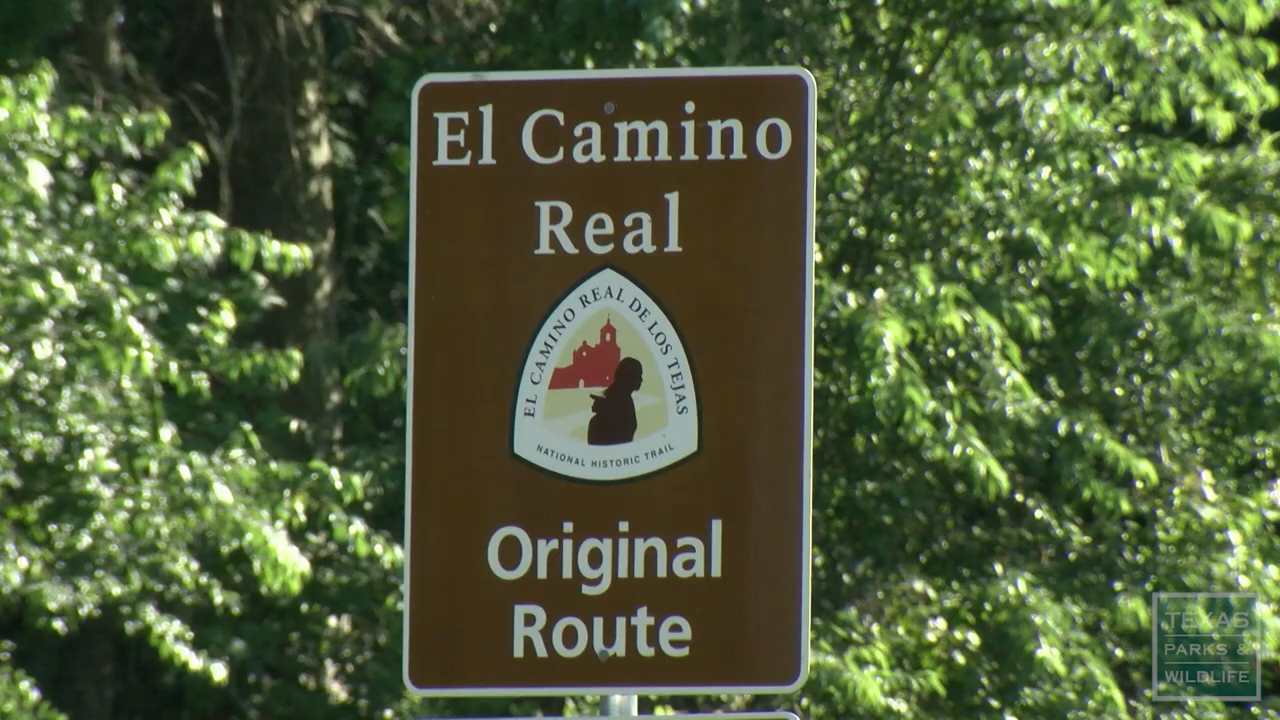 El Camino
Real
EL CAMINO REAL DE LOS TEJAS
NATIONAL HISTORIC TRAIL
Original
Route
TEXAS
PARKS &
WILDLIFE